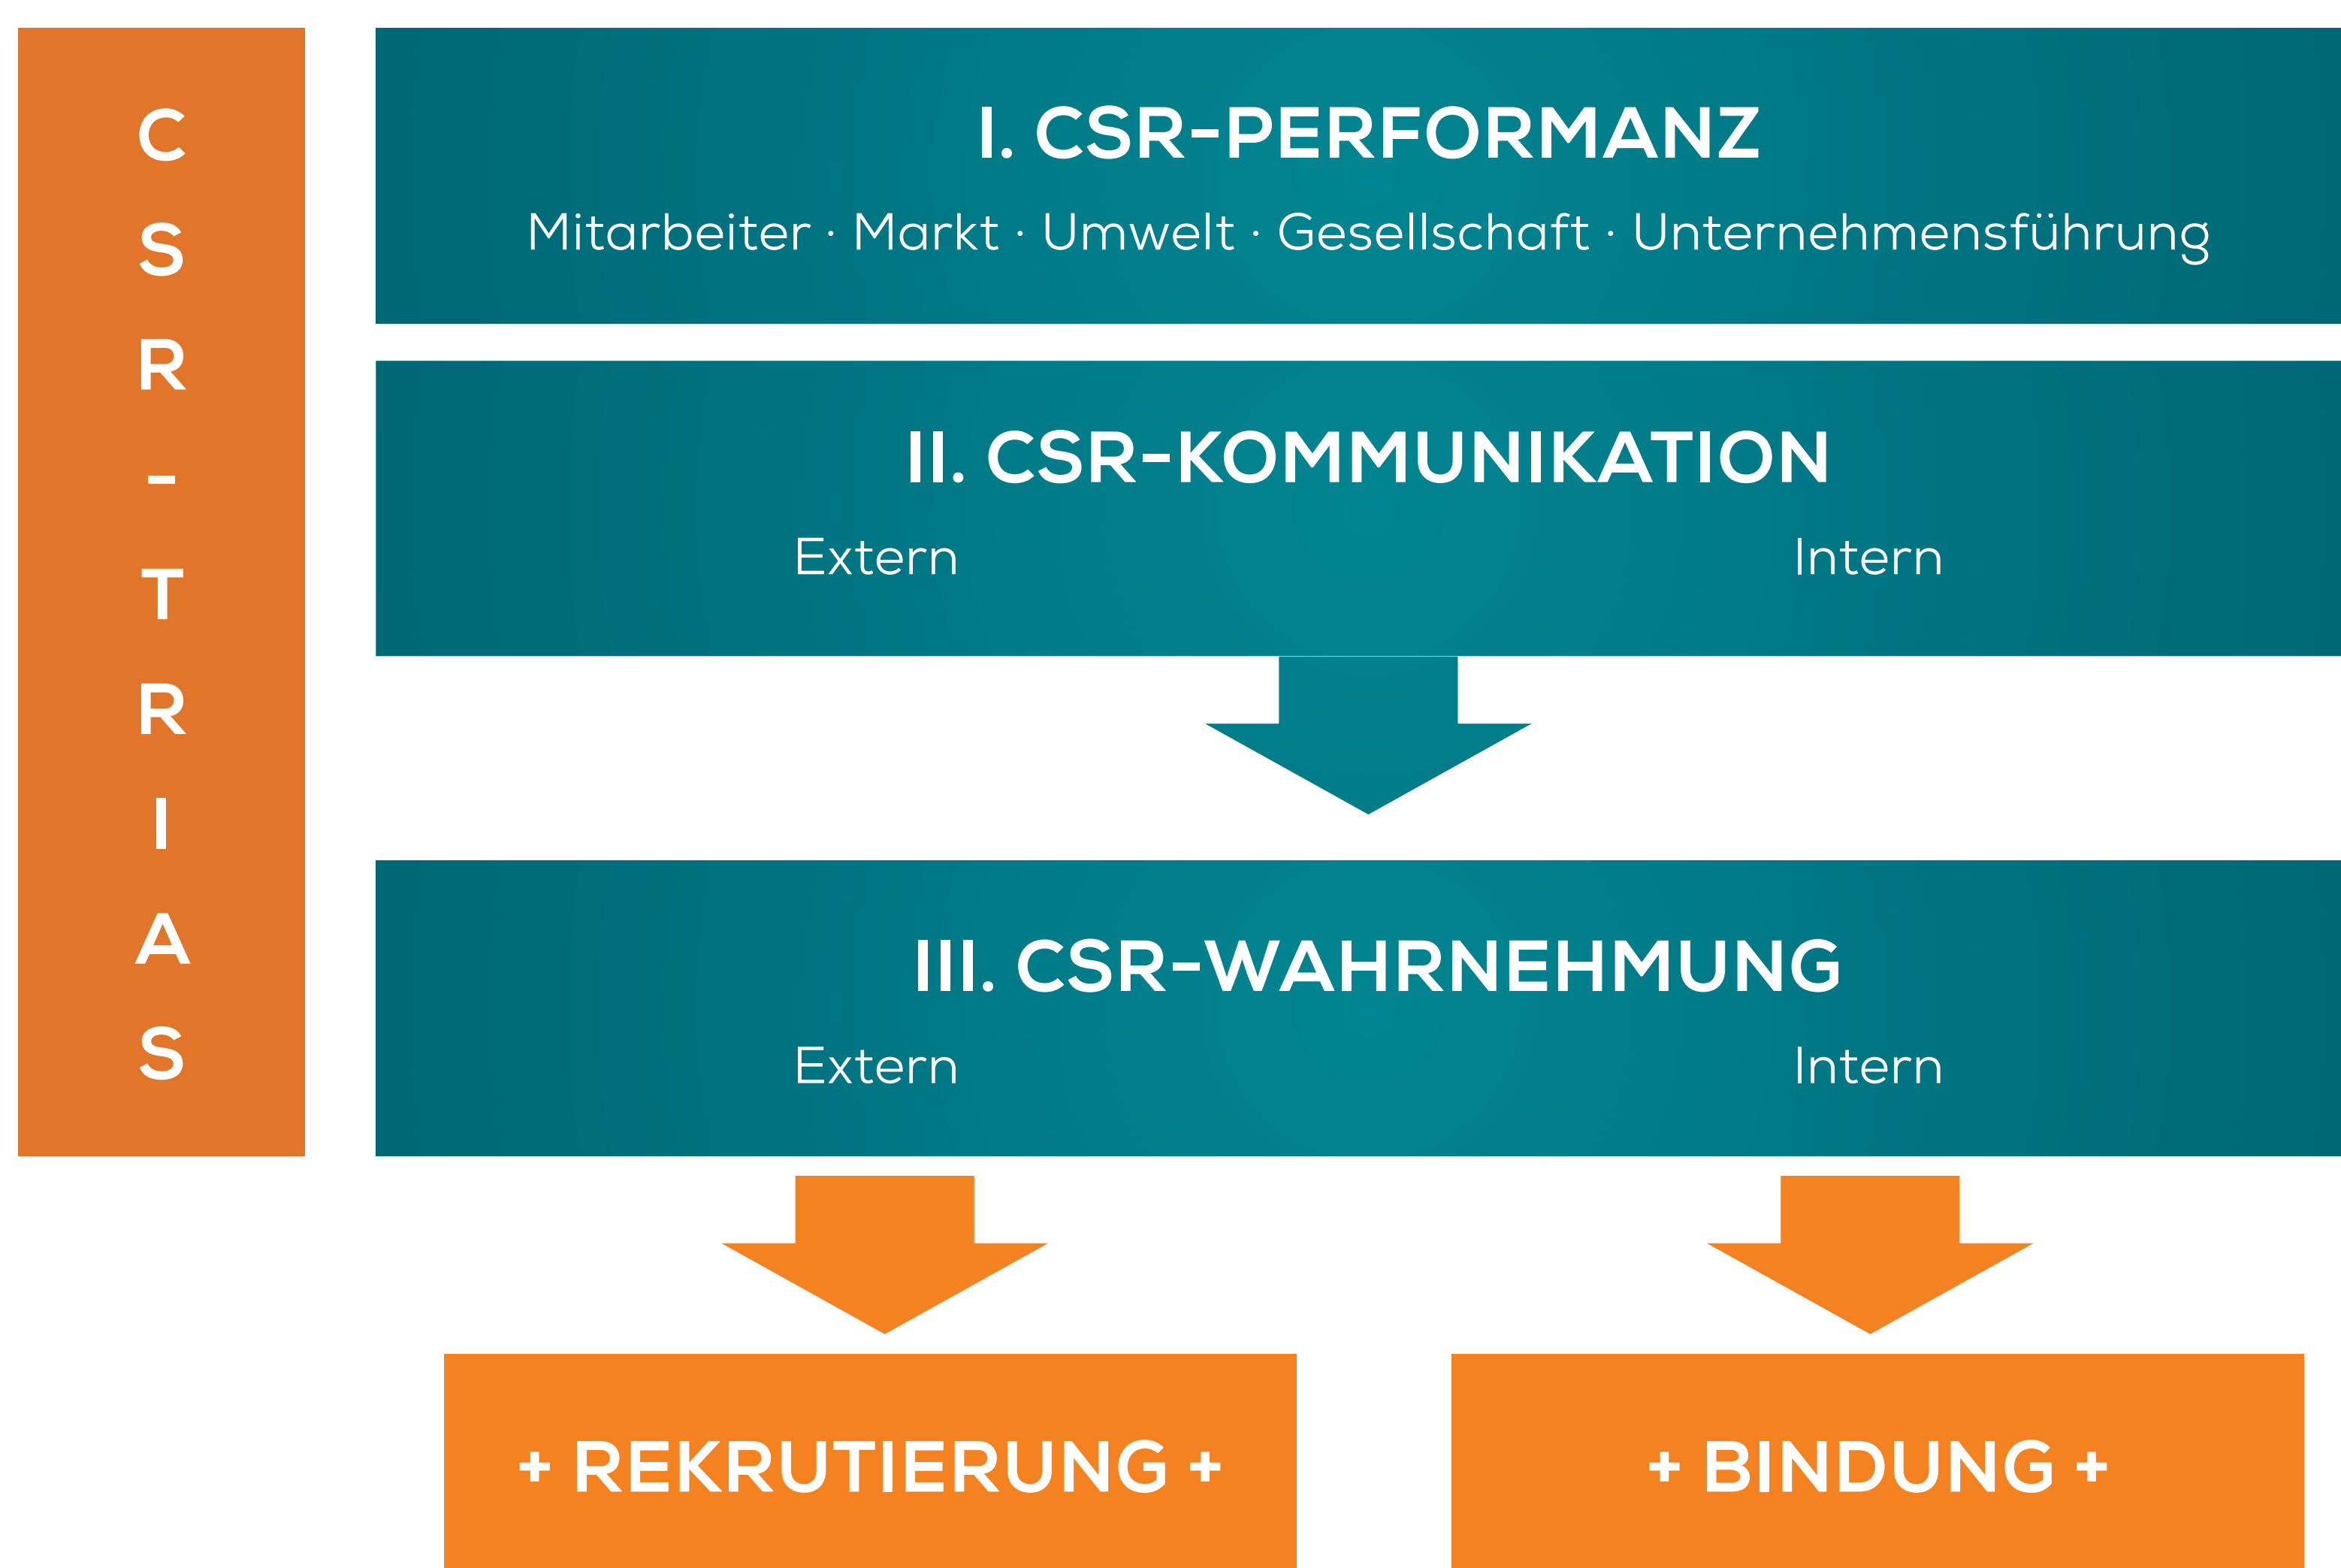 CSR-TRIAS
I. CSR-PERFORMANZ
Mitarbeiter · Markt · Umwelt · Gesellschaft · Unternehmensführung
II. CSR-KOMMUNIKATION
Extern Intern
III. CSR-WAHRNEHMUNG
Extern Intern
+ REKRUTIERUNG + + BINDUNG +